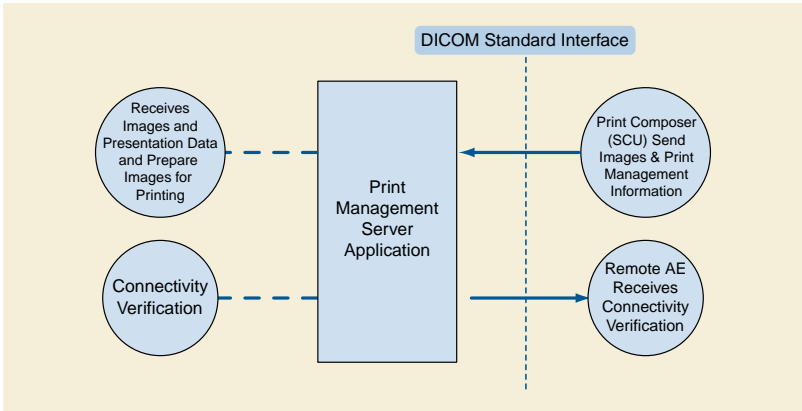 DICOM Standard Interface
Receives
Images and
Presentation Data
and Prepare
Images for
Printing
Print
Management
Server
Application
Print Composer
(SCU) Send
Images & Print
Management
Information
Connectivity
Verification
Remote AE
Receives
Connectivity
Verification